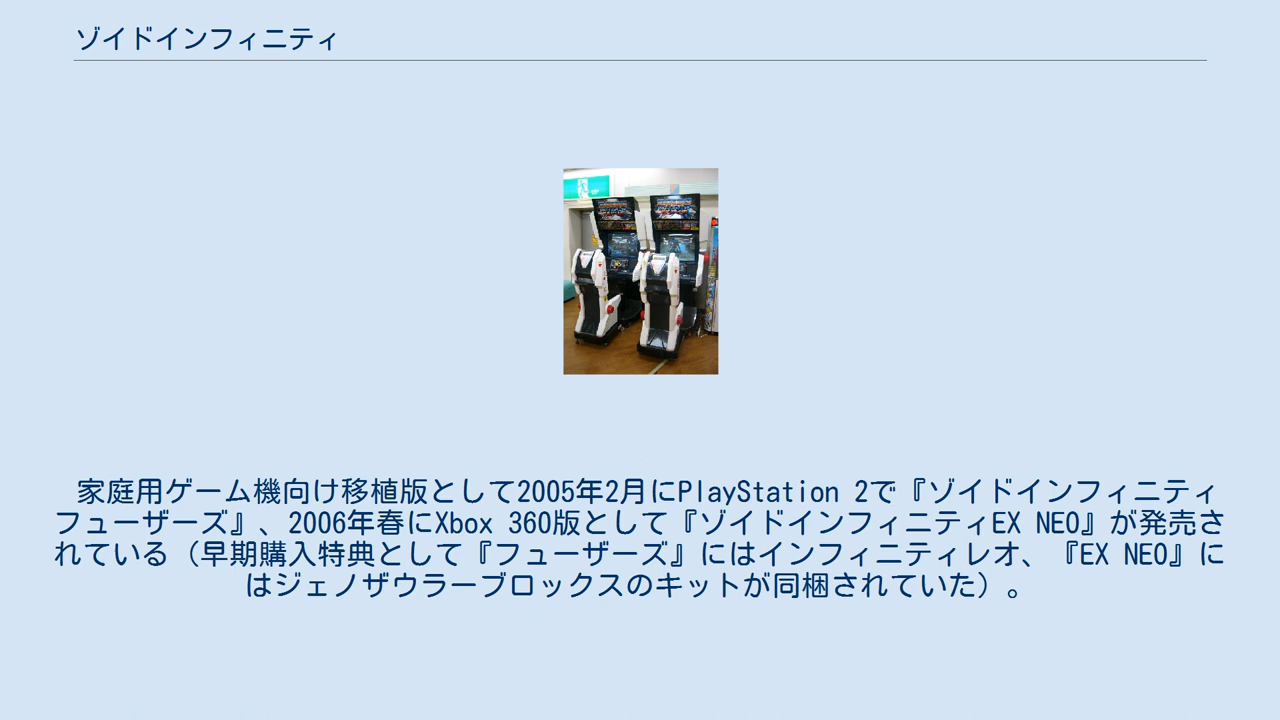 ゾイドインフィニティ
家庭用ゲーム機向け移植版として2005年2月にPlayStation 2で『ゾイドインフィニティ
フューザーズ』、2006年春にXbox 360版として『ゾイドインフィニティEX NEO』が発売さ
れている（早期購入特典として『フューザーズ』にはインフィニティレオ、『EX NEO』に
はジェノザウラーブロックスのキットが同梱されていた）。